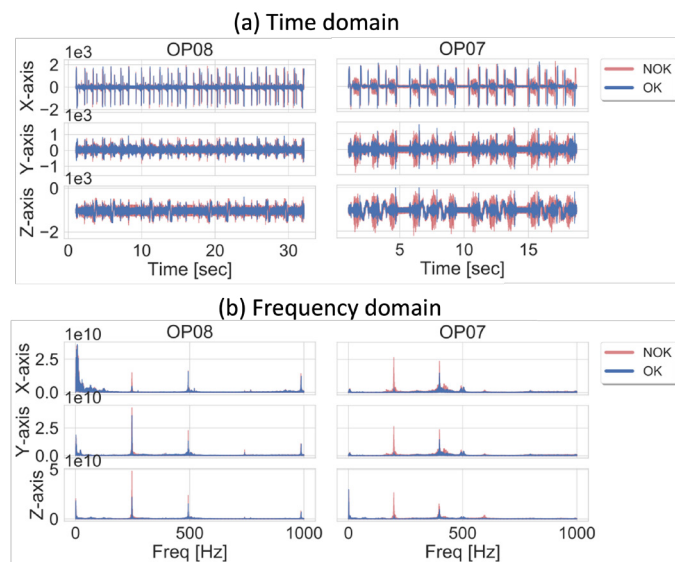 (a) Time domain
1e3 OP08 OP07
X-axis 2 0 −2 NOK OK
1e3
Y-axis 1 0 −1
1e3
Z-axis 0 −2
0 10 20 30 5 10 15
Time [sec] Time [sec]
(b) Frequency domain
1e10 OP08 OP07
X-axis 2.5 0.0 NOK OK
1e10
Y-axis 2.5 0.0
1e10
Z-axis 5 0
0 500 1000 0 500 1000
Freq [Hz] Freq [Hz]